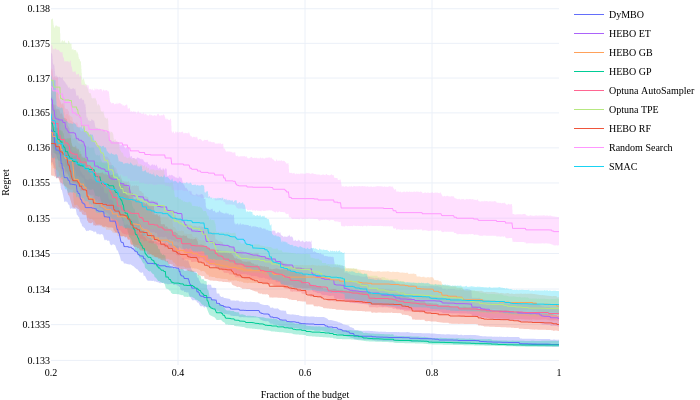 0.138
0.1375
0.137
0.1365
0.136
0.1355
0.135
0.1345
0.134
0.1335
0.133
Regret
0.2
0.4
0.6
0.8
1
Fraction of the budget
DyMBO
HEBO ET
HEBO GB
HEBO GP
Optuna AutoSampler
Optuna TPE
HEBO RF
Random Search
SMAC